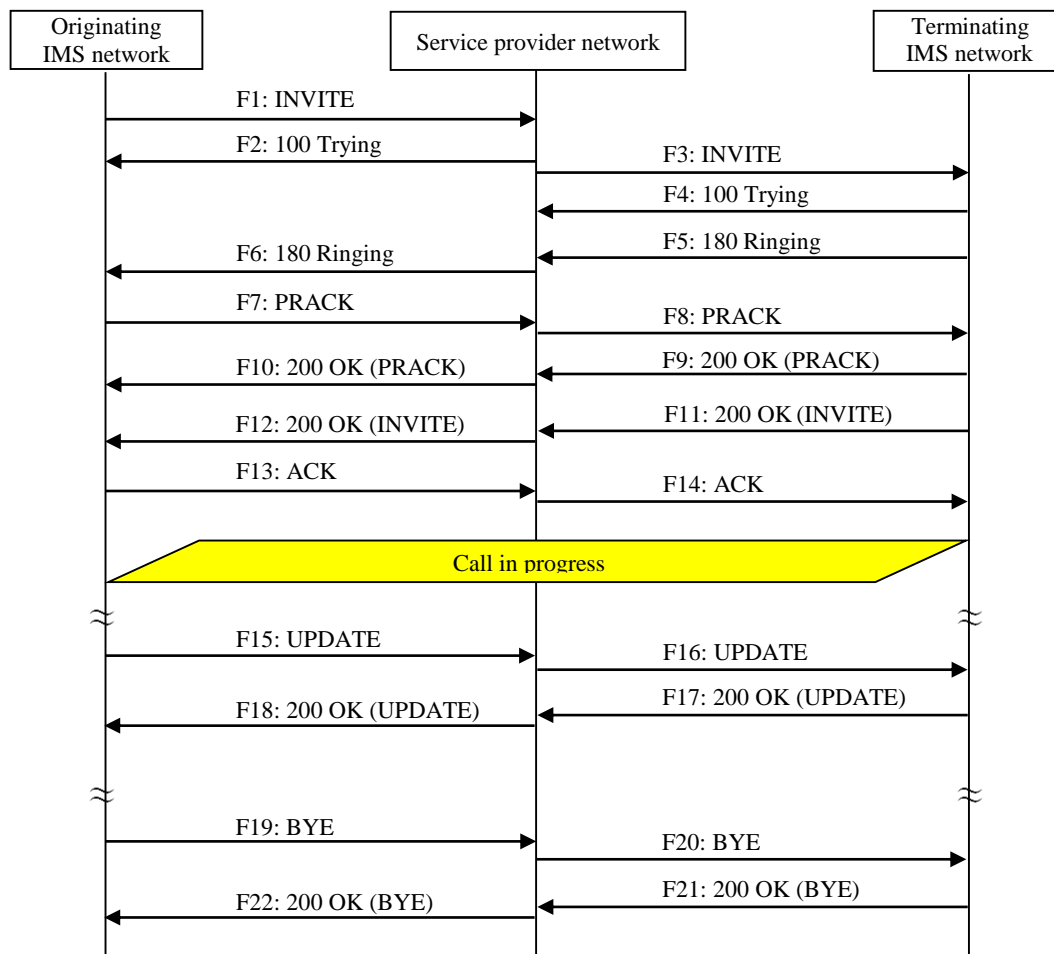 Originating
IMS network
Service provider network
Terminating
IMS network
F1: INVITE
F2: 100 Trying
F3: INVITE
F4: 100 Trying
F5: 180 Ringing
F6: 180 Ringing
F7: PRACK
F8: PRACK
F9: 200 OK (PRACK)
F10: 200 OK (PRACK)
F11: 200 OK (INVITE)
F12: 200 OK (INVITE)
F13: ACK
F14: ACK
Call in progress
F15: UPDATE
F16: UPDATE
F17: 200 OK (UPDATE)
F18: 200 OK (UPDATE)
F19: BYE
F20: BYE
F21: 200 OK (BYE)
F22: 200 OK (BYE)